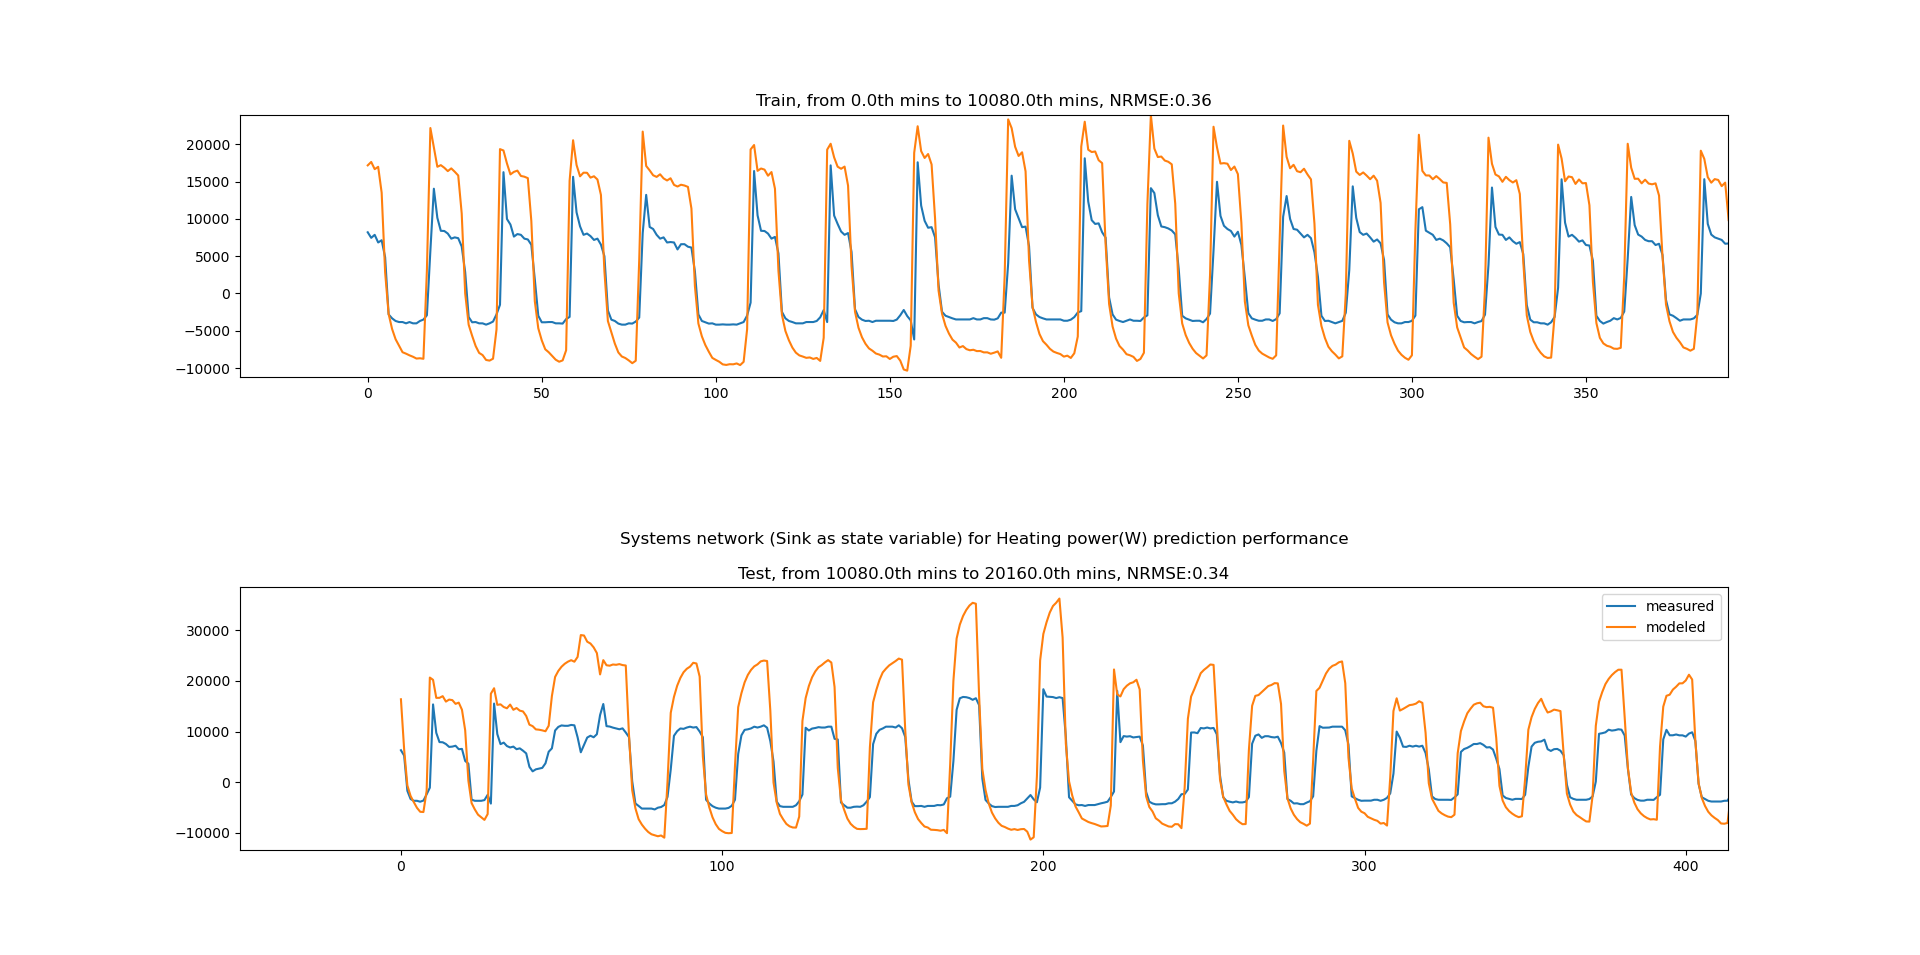 Train, from 0.0th mins to 10080.0th mins, NRMSE:0.36
20000
15000
10000
5000
0
−5000
−10000
0 50 100 150 200 250 300 350
Systems network (Sink as state variable) for Heating power(W) prediction performance
Test, from 10080.0th mins to 20160.0th mins, NRMSE:0.34
measured
modeled
30000
20000
10000
0
−10000
0 100 200 300 400